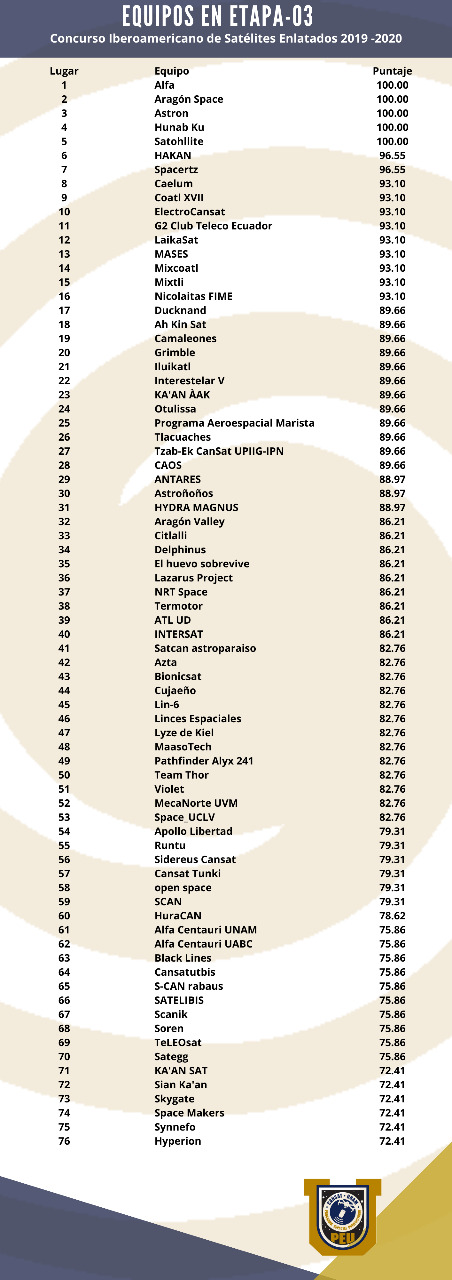 EQUIPOS EN ETAPA-03
Concurso Iberoamericano de Satélites Enlatados 2019 -2020
Lugar Equipo Puntaje
1 Alfa 100.00
2 Aragón Space 100.00
3 Astron 100.00
4 Hunab Ku 100.00
5 Satohllite 100.00
6 HAKAN 96.55
7 Spacertz 96.55
8 Caelum 93.10
9 Coatl XVII 93.10
10 ElectroCansat 93.10
11 G2 Club Teleco Ecuador 93.10
12 LaikaSat 93.10
13 MASES 93.10
14 Mixcoatl 93.10
15 Mixtli 93.10
16 Nicolaitas FIME 93.10
17 Ducknand 89.66
18 Ah Kin Sat 89.66
19 Camaleones 89.66
20 Grimble 89.66
21 Iluikatl 89.66
22 Interestelar V 89.66
23 KA'AN ÀAK 89.66
24 Otulissa 89.66
25 Programa Aeroespacial Marista 89.66
26 Tlacuaches 89.66
27 Tzab-Ek CanSat UPIIG-IPN 89.66
28 CAOS 89.66
29 ANTARES 88.97
30 Astroñoños 88.97
31 HYDRA MAGNUS 88.97
32 Aragón Valley 86.21
33 Citlalli 86.21
34 Delphinus 86.21
35 El huevo sobrevive 86.21
36 Lazarus Project 86.21
37 NRT Space 86.21
38 Termotor 86.21
39 ATL UD 86.21
40 INTERSAT 86.21
41 Satcan astroparaiso 82.76
42 Azta 82.76
43 Bionicsat 82.76
44 Cujaeño 82.76
45 Lin-6 82.76
46 Linces Espaciales 82.76
47 Lyze de Kiel 82.76
48 MaasoTech 82.76
49 Pathfinder Alyx 241 82.76
50 Team Thor 82.76
51 Violet 82.76
52 MecaNorte UVM 82.76
53 Space_UCLV 82.76
54 Apollo Libertad 79.31
55 Runtu 79.31
56 Sidereus Cansat 79.31
57 Cansat Tunki 79.31
58 open space 79.31
59 SCAN 79.31
60 HuraCAN 78.62
61 Alfa Centauri UNAM 75.86
62 Alfa Centauri UABC 75.86
63 Black Lines 75.86
64 Cansatutbis 75.86
65 S-CAN rabaus 75.86
66 SATELIBIS 75.86
67 Scanik 75.86
68 Soren 75.86
69 TeLEOsat 75.86
70 Sategg 75.86
71 KA'AN SAT 72.41
72 Sian Ka'an 72.41
73 Skygate 72.41
74 Space Makers 72.41
75 Synnefo 72.41
76 Hyperion 72.41
PEU